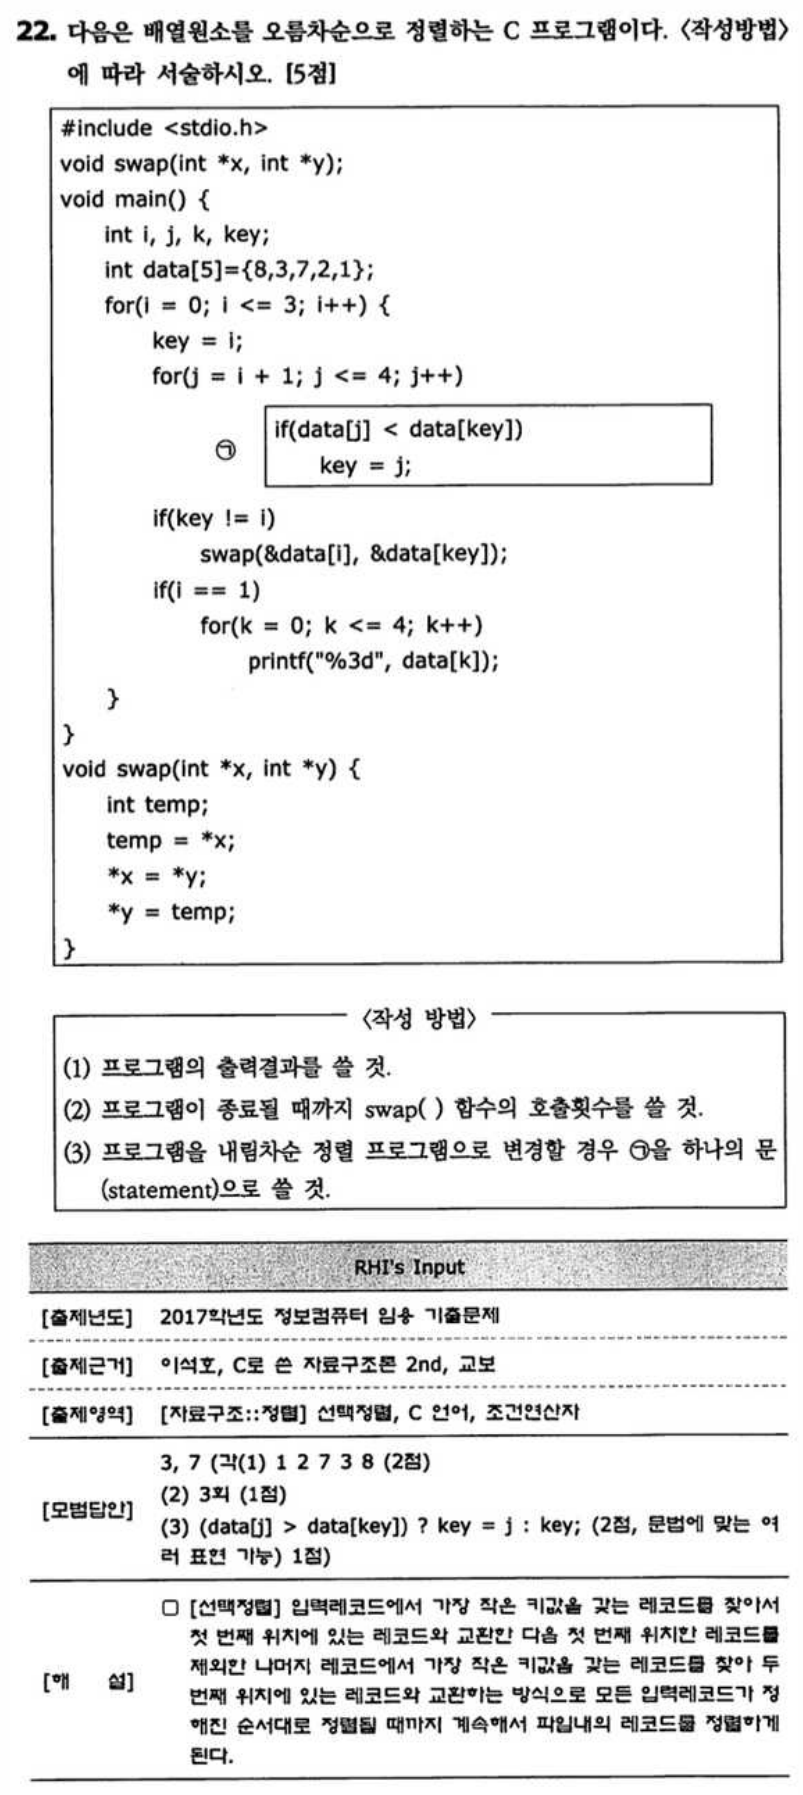 22. 다음은 배열원소를 오름차순으로 정렬하는 C 프로그램이다. 〈작성방법〉
에 따라 서술하시오. [5점]
#include <stdio.h>
void swap(int *x, int *y);
void main() {
int i, j, k, key;
int data[5]={8,3,7,2,1};
for(i = 0; i <= 3; i++) {
key = i;
for(j = i + 1; j <= 4; j++)
㉠
if(data[j] < data[key])
key = j;
if(key != i)
swap(&data[i], &data[key]);
if(i == 1)
for(k = 0; k <= 4; k++)
printf("%3d", data[k]);
}
}
void swap(int *x, int *y) {
int temp;
temp = *x;
*x = *y;
*y = temp;
}
〈작성 방법〉
(1) 프로그램의 출력결과를 쓸 것.
(2) 프로그램이 종료될 때까지 swap( ) 함수의 호출횟수를 쓸 것.
(3) 프로그램을 내림차순 정렬 프로그램으로 변경할 경우 ㉠을 하나의 문
(statement)으로 쓸 것.
RHI's Input
[출제년도] 2017학년도 정보컴퓨터 임용 기출문제
[출제근거] 이석호, C로 쓴 자료구조론 2nd, 교보
[출제영역] [자료구조::정렬] 선택정렬, C 언어, 조건연산자
[모범답안]
3, 7 (각(1) 1 2 7 3 8 (2점)
(2) 3회 (1점)
(3) (data[j] > data[key]) ? key = j : key; (2점, 문법에 맞는 여
러 표현 가능) 1점)
[해 설]
□ [선택정렬] 입력레코드에서 가장 작은 키값을 갖는 레코드를 찾아서
첫 번째 위치에 있는 레코드와 교환한 다음 첫 번째 위치한 레코드를
제외한 나머지 레코드에서 가장 작은 키값을 갖는 레코드를 찾아 두
번째 위치에 있는 레코드와 교환하는 방식으로 모든 입력레코드가 정
해진 순서대로 정렬될 때까지 계속해서 파일내의 레코드를 정렬하게
된다.